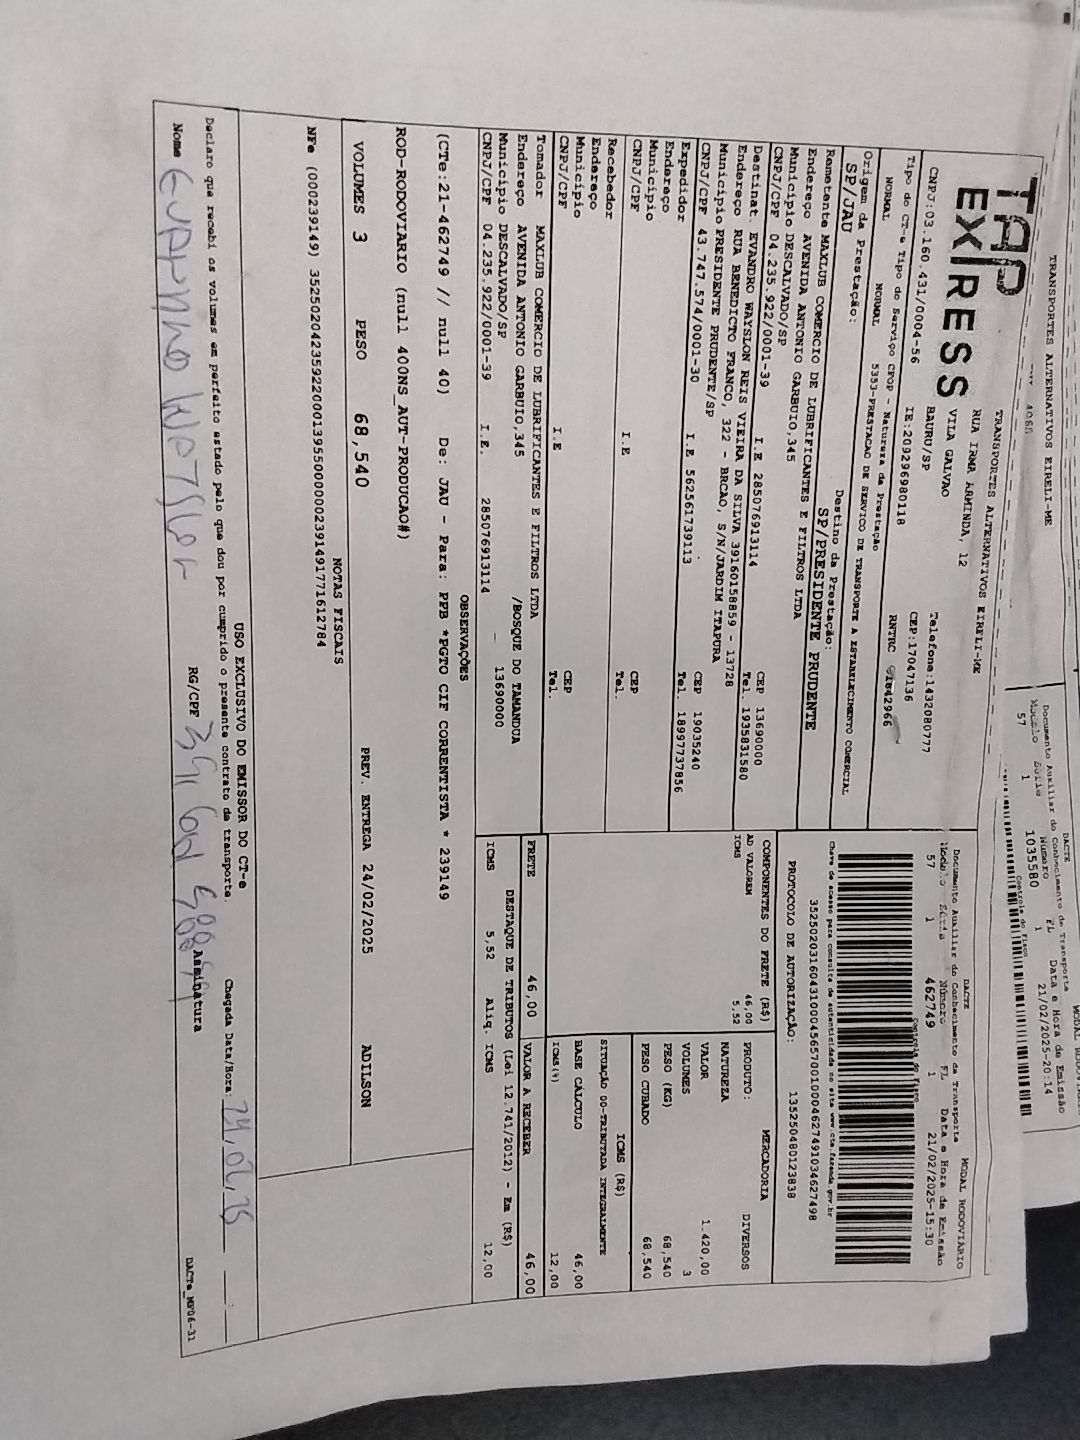 TRANSPORTES ALTERNATIVOS EIRELI-ME
DACTE
MODAL RODOVIÁRIO
Documento Auxiliar do Conhecimento de Transporte
Modelo Série Número FL Data e Hora de Emissão
57 1 1035580 1 21/02/2025-20:14
Controle do Fisco
TAP EXPRESS
TRANSPORTES ALTERNATIVOS EIRELI-ME
RUA IRMA ARMINDA, 12
VILA GALVAO
BAURU/SP
Telefone:1432080777
CEP:17047136
CNPJ:03.160.431/0004-56 IE:209296980118 RNTRC
Tipo do CT-e Tipo do Serviço CFOP - Natureza da Prestação
NORMAL NORMAL 5353-PRESTACAO DE SERVICO DE TRANSPORTE A ESTABELECIMENTO COMERCIAL
Origem da Prestação: Destino da Prestação:
SP/JAU SP/PRESIDENTE PRUDENTE
Remetente MAXLUB COMERCIO DE LUBRIFICANTES E FILTROS LTDA
Endereço AVENIDA ANTONIO GARBUIO,345
Município DESCALVADO/SP CEP 13690000
CNPJ/CPF 04.235.922/0001-39 I.E 285076913114 Tel. 1935831580
Destinat. EVANDRO WAYSLON REIS VIEIRA DA SILVA 39160158859 - 13728
Endereço RUA BENEDICTO FRANCO, 322 - BRCAO, S/N/JARDIM ITAPURA
Município PRESIDENTE PRUDENTE/SP CEP 19035240
CNPJ/CPF 43.747.574/0001-30 I.E 562561739113 Tel. 18997737856
Expedidor
Endereço
Município CEP
CNPJ/CPF I.E Tel.
Recebedor
Endereço
Município CEP
CNPJ/CPF I.E Tel.
Tomador MAXLUB COMERCIO DE LUBRIFICANTES E FILTROS LTDA
Endereço AVENIDA ANTONIO GARBUIO,345 /BOSQUE DO TAMANDUA
Município DESCALVADO/SP 13690000
CNPJ/CPF 04.235.922/0001-39 I.E. 285076913114
DACTE MODAL RODOVIÁRIO
Documento Auxiliar do Conhecimento de Transporte
Modelo Série Número FL Data e Hora de Emissão
57 1 462749 1 21/02/2025-15:30
Controle do Fisco
Chave de acesso para consulta de autenticidade no site www.cte.fazenda.gov.br
35250203160431000456570010004627491034627498
PROTOCOLO DE AUTORIZAÇÃO: 135250480123838
COMPONENTES DO FRETE (R$)
AD VALOREM 46,00
ICMS 5,52
MERCADORIA
PRODUTO: DIVERSOS
NATUREZA
VALOR 1.420,00
VOLUMES 3
PESO (KG) 68,540
PESO CUBADO 68,540
ICMS (R$)
SITUAÇÃO 00-TRIBUTADA INTEGRALMENTE
BASE CÁLCULO 46,00
ICMS(%) 12,00
FRETE 46,00 VALOR A RECEBER 46,00
DESTAQUE DE TRIBUTOS (Lei 12.741/2012) - Em (R$)
ICMS 5,52 Aliq. ICMS 12,00
OBSERVAÇÕES
(CTe:21-462749 // null 40) De: JAU - Para: PPB *PGTO CIF CORRENTISTA * 239149
ROD-RODOVIARIO (null 400NS_AUT-PRODUCAO#)
VOLUMES 3 PESO 68,540 PREV. ENTREGA 24/02/2025 ADILSON
NOTAS FISCAIS
NFe (000239149) 35250204235922000139550000002391491771612784
USO EXCLUSIVO DO EMISSOR DO CT-e
Declaro que recebi os volumes em perfeito estado pelo que dou por cumprido o presente contrato de transporte.
Chegada Data/Hora: 24,02,25
Nome RG/CPF Assinatura
DACTe_MF06-31